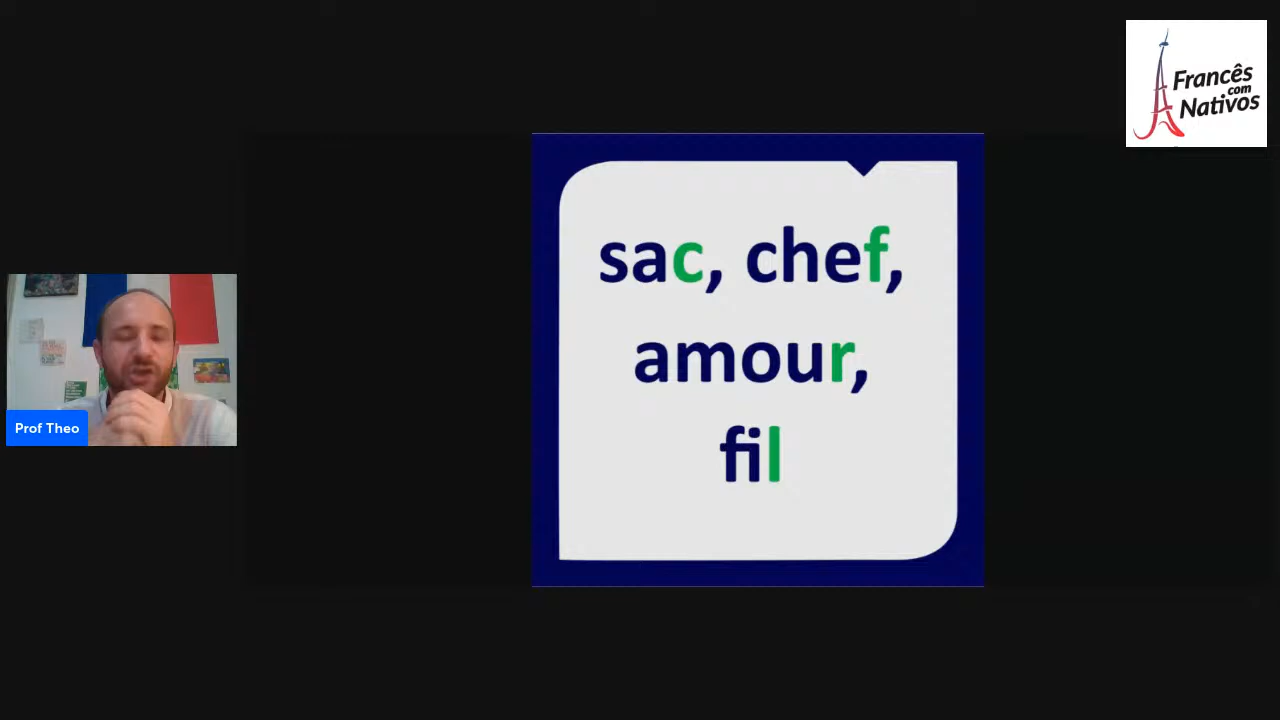 Francês
com
Nativos
sac, chef,
amour,
fil
Prof Theo